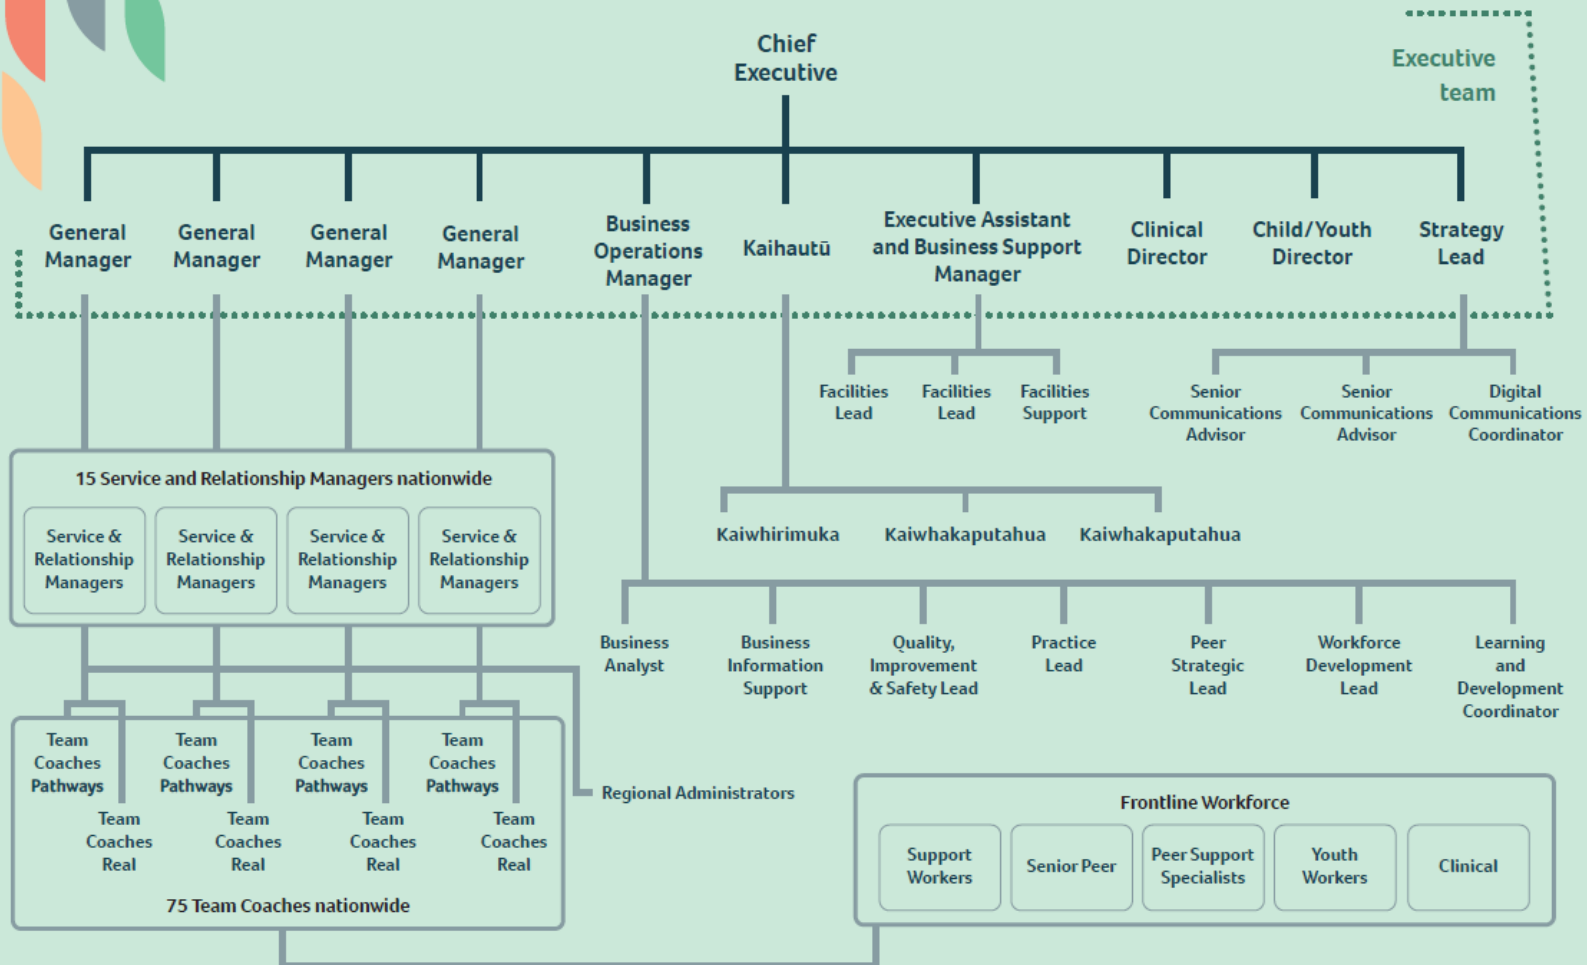 Chief
Executive
Executive
team
General
Manager
General
Manager
General
Manager
General
Manager
Business
Operations
Manager
Kaihautū
Executive Assistant
and Business Support
Manager
Clinical
Director
Child/Youth
Director
Strategy
Lead
Facilities
Lead
Facilities
Lead
Facilities
Support
Senior
Communications
Advisor
Senior
Communications
Advisor
Digital
Communications
Coordinator
15 Service and Relationship Managers nationwide
Service &
Relationship
Managers
Service &
Relationship
Managers
Service &
Relationship
Managers
Service &
Relationship
Managers
Kaiwhirimuka
Kaiwhakaputahua
Kaiwhakaputahua
Business
Analyst
Business
Information
Support
Quality,
Improvement
& Safety Lead
Practice
Lead
Peer
Strategic
Lead
Workforce
Development
Lead
Learning
and
Development
Coordinator
Team
Coaches
Pathways
Team
Coaches
Pathways
Team
Coaches
Pathways
Team
Coaches
Pathways
Team
Coaches
Real
Team
Coaches
Real
Team
Coaches
Real
Team
Coaches
Real
75 Team Coaches nationwide
Regional Administrators
Frontline Workforce
Support
Workers
Senior Peer
Peer Support
Specialists
Youth
Workers
Clinical